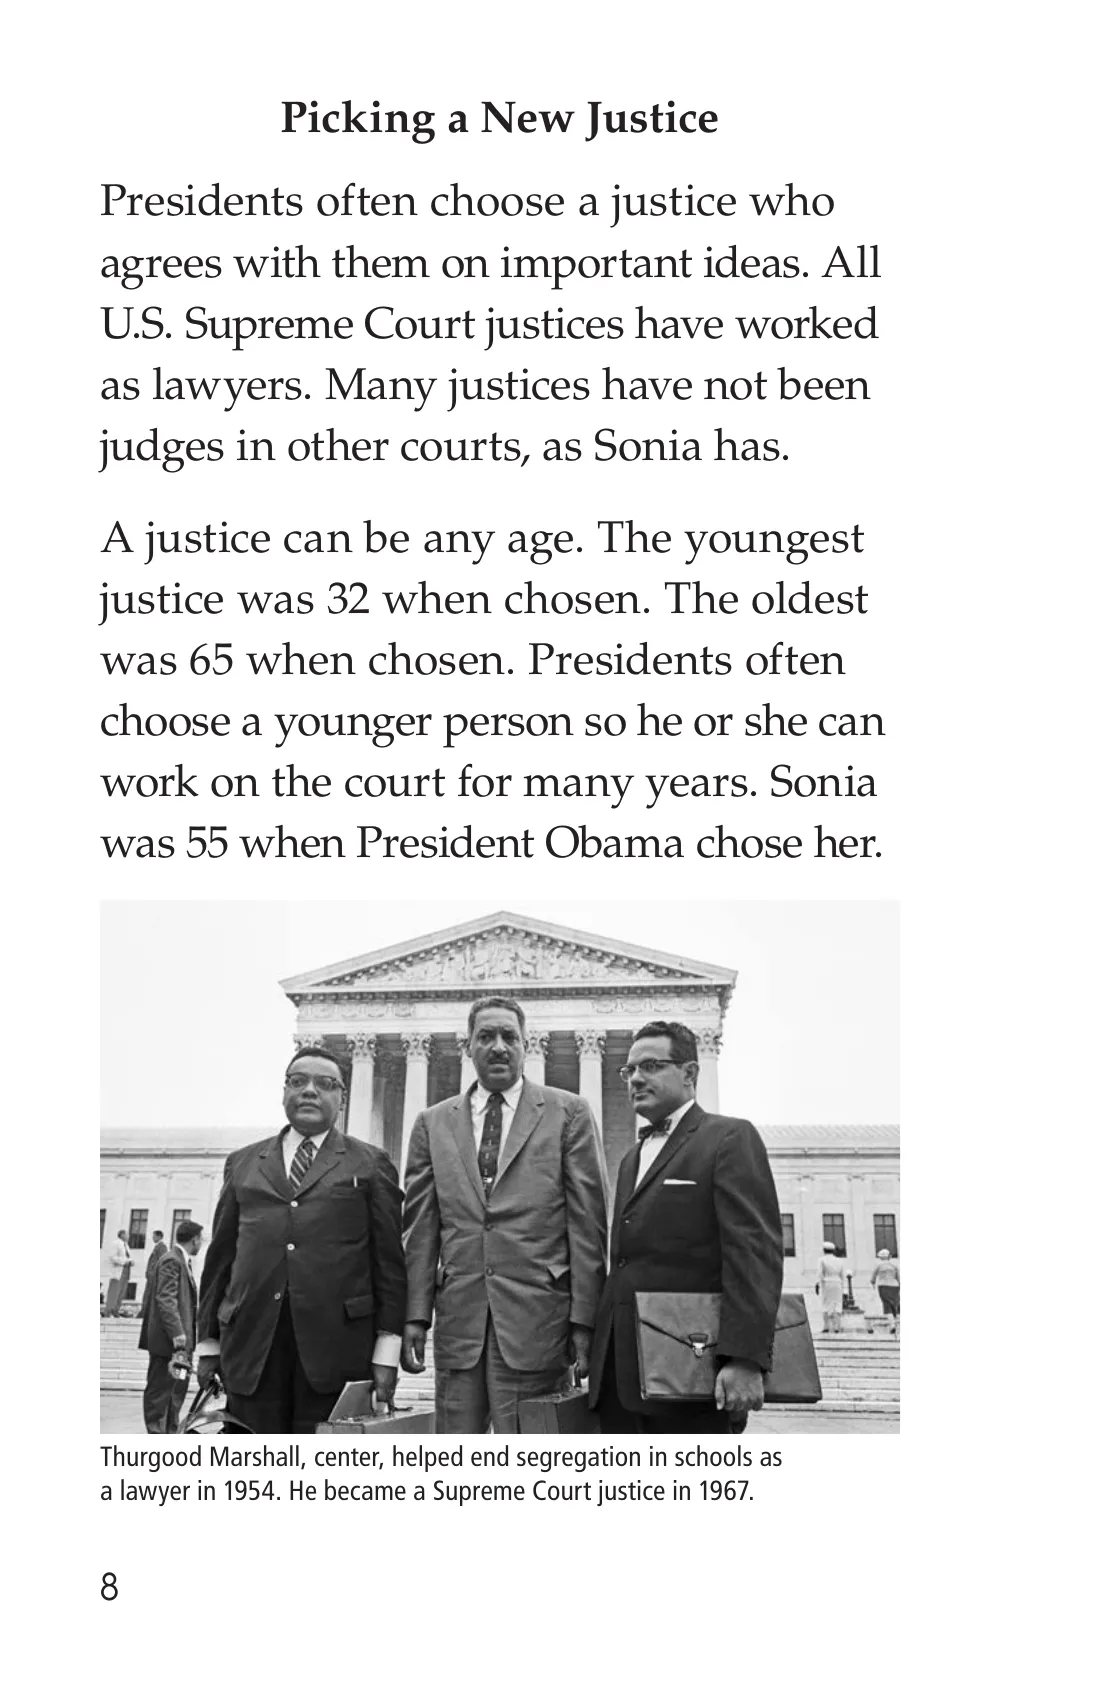 Picking a New Justice
Presidents often choose a justice who
agrees with them on important ideas. All
U.S. Supreme Court justices have worked
as lawyers. Many justices have not been
judges in other courts, as Sonia has.
A justice can be any age. The youngest
justice was 32 when chosen. The oldest
was 65 when chosen. Presidents often
choose a younger person so he or she can
work on the court for many years. Sonia
was 55 when President Obama chose her.
Thurgood Marshall, center, helped end segregation in schools as
a lawyer in 1954. He became a Supreme Court justice in 1967.
8